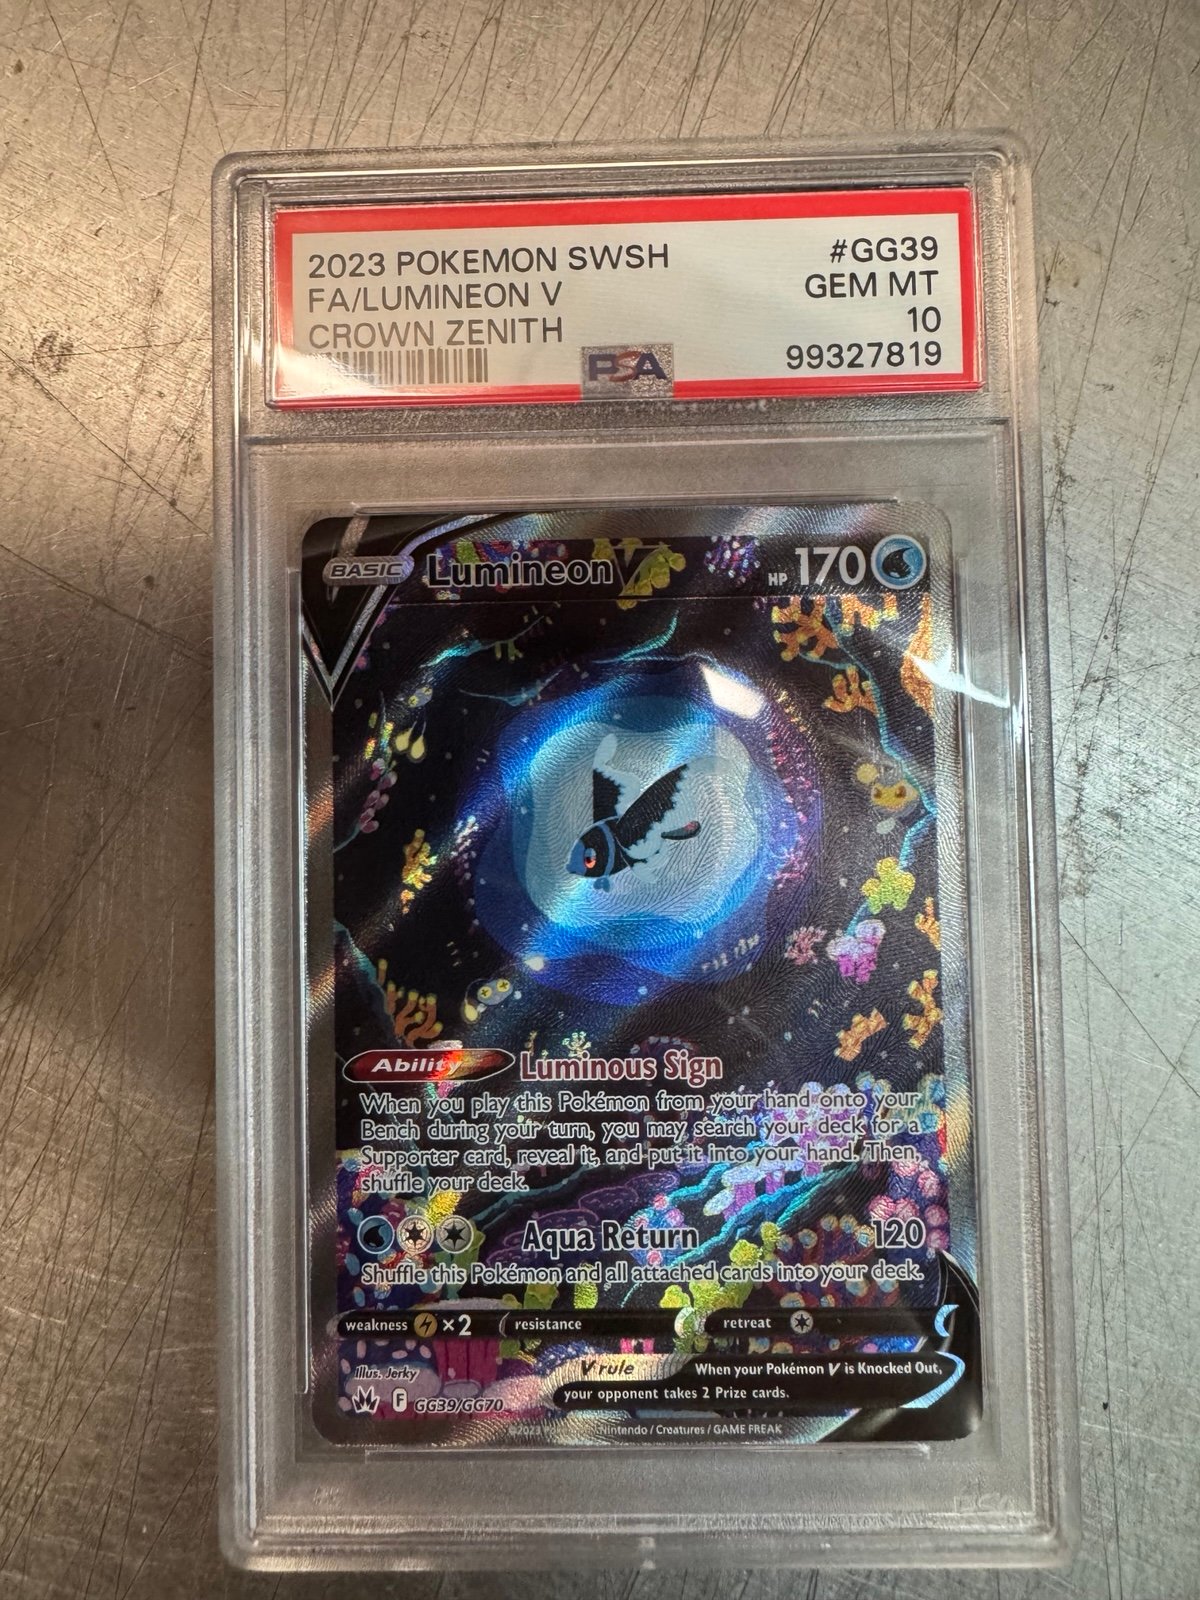 2023 POKEMON SWSH #GG39
FA/LUMINEON V GEM MT
CROWN ZENITH 10
PSA 99327819
BASIC Lumineon V HP 170
Ability Luminous Sign
When you play this Pokémon from your hand onto your
Bench during your turn, you may search your deck for a
Supporter card, reveal it, and put it into your hand. Then,
shuffle your deck.
Aqua Return 120
Shuffle this Pokémon and all attached cards into your deck.
weakness ×2 resistance retreat
Illus. Jerky
V rule When your Pokémon V is Knocked Out,
your opponent takes 2 Prize cards.
F GG39/GG70
©2023 Nintendo / Creatures / GAME FREAK